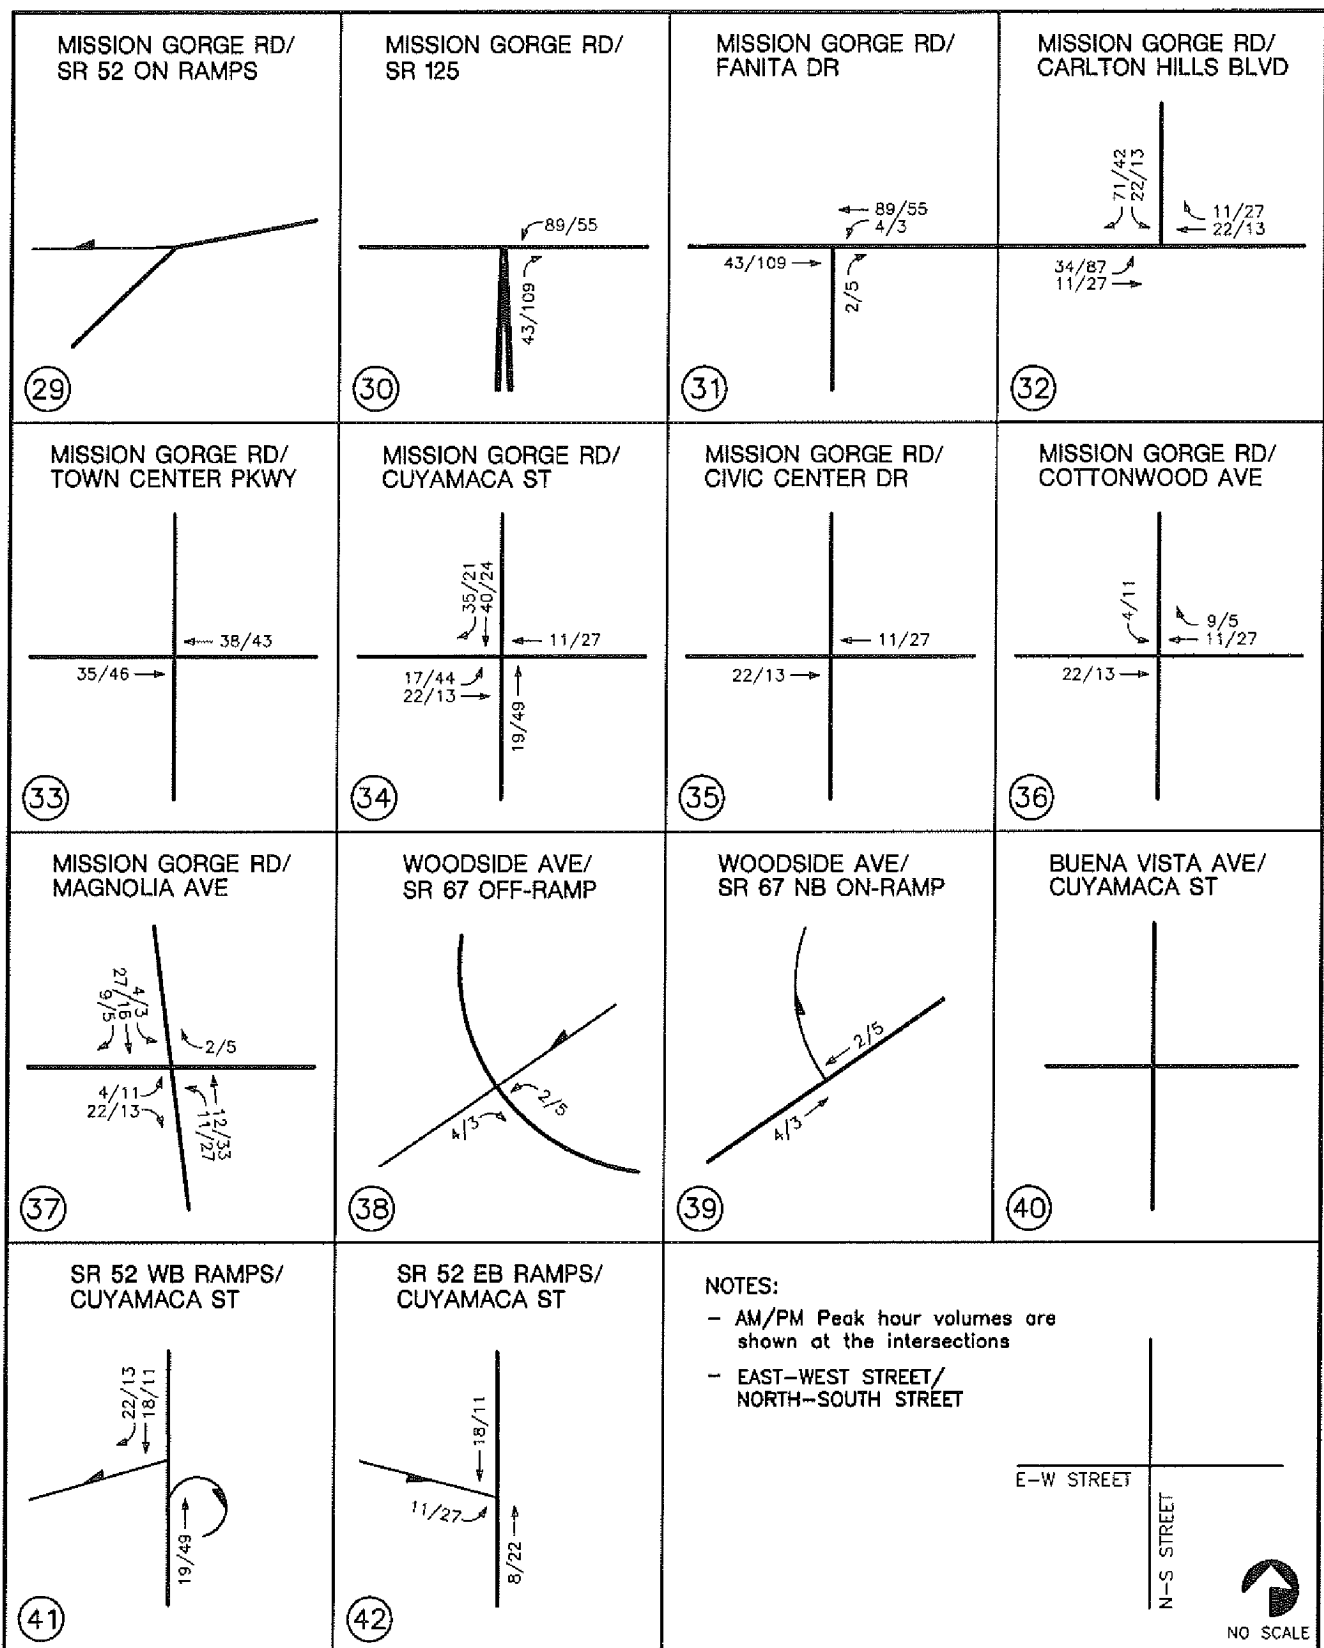 MISSION GORGE RD/
SR 52 ON RAMPS
29
MISSION GORGE RD/
SR 125
89/55
43/109
30
MISSION GORGE RD/
FANITA DR
89/55
4/3
43/109
2/5
31
MISSION GORGE RD/
CARLTON HILLS BLVD
71/42
22/13
11/27
22/13
34/87
11/27
32
MISSION GORGE RD/
TOWN CENTER PKWY
38/43
35/46
33
MISSION GORGE RD/
CUYAMACA ST
35/21
40/24
11/27
17/44
22/13
19/49
34
MISSION GORGE RD/
CIVIC CENTER DR
11/27
22/13
35
MISSION GORGE RD/
COTTONWOOD AVE
4/11
9/5
11/27
22/13
36
MISSION GORGE RD/
MAGNOLIA AVE
4/3
27/16
9/5
2/5
4/11
22/13
12/33
11/27
37
WOODSIDE AVE/
SR 67 OFF-RAMP
2/5
4/3
38
WOODSIDE AVE/
SR 67 NB ON-RAMP
2/5
4/3
39
BUENA VISTA AVE/
CUYAMACA ST
40
SR 52 WB RAMPS/
CUYAMACA ST
22/13
18/11
19/49
41
SR 52 EB RAMPS/
CUYAMACA ST
18/11
11/27
8/22
42
NOTES:
- AM/PM Peak hour volumes are
shown at the intersections
- EAST-WEST STREET/
NORTH-SOUTH STREET
E-W STREET
N-S STREET
NO SCALE